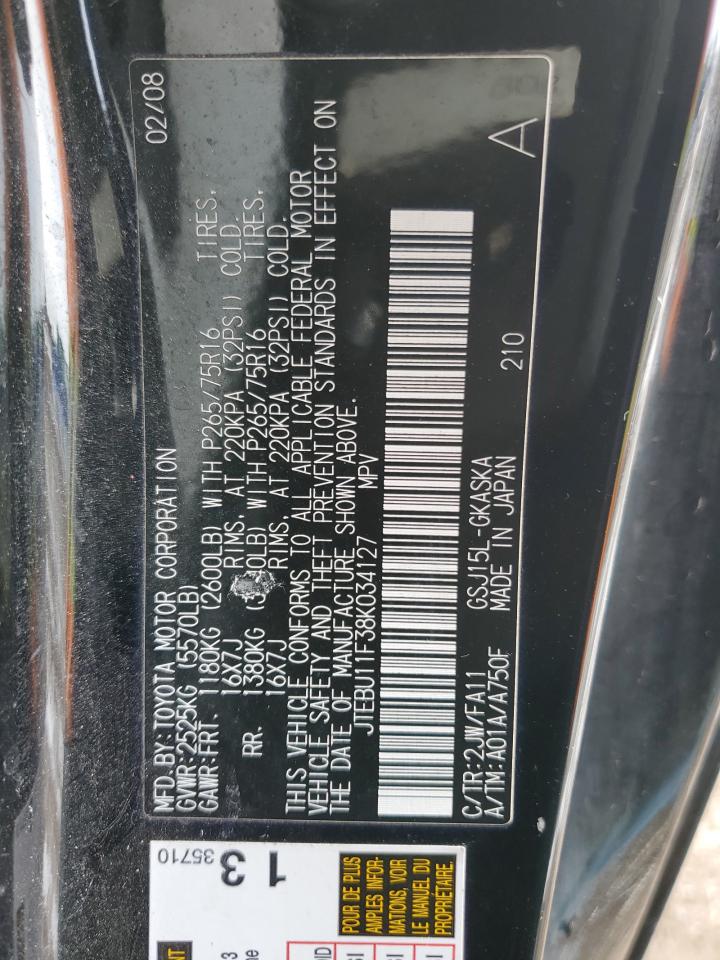 MFD.BY:TOYOTA MOTOR CORPORATION 02/08
GVWR:2525KG (5570LB)
GAWR:FRT. 1180KG (2600LB) WITH P265/75R16 TIRES,
16X7J RIMS, AT 220KPA (32PSI) COLD.
RR. 1380KG WITH P265/75R16 TIRES,
16X7J RIMS, AT 220KPA (32PSI) COLD.
THIS VEHICLE CONFORMS TO ALL APPLICABLE FEDERAL MOTOR
VEHICLE SAFETY AND THEFT PREVENTION STANDARDS IN EFFECT ON
THE DATE OF MANUFACTURE SHOWN ABOVE.
JTEBU11F38K034127 MPV
C/TR:2JW/FA11 GSJ15L-GKASKA
A/TM:A01A/A750F MADE IN JAPAN 210 A
1 3
35710
POUR DE PLUS
AMPLES INFOR-
MATIONS, VOIR
LE MANUEL DU
PROPRIÉTAIRE.